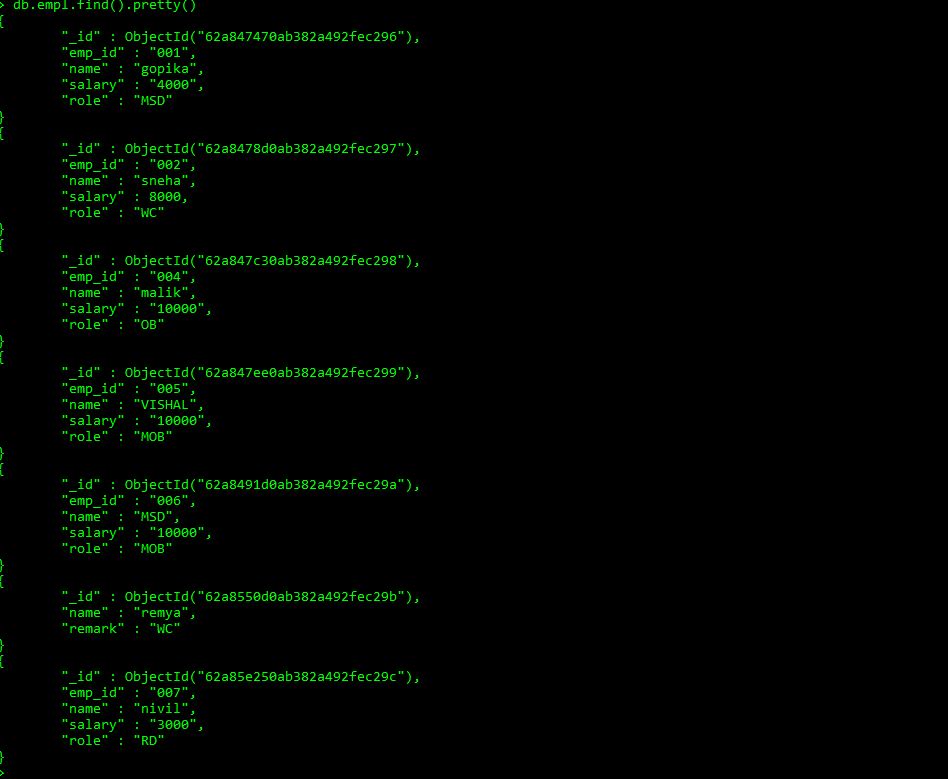 > db.empl.find().pretty()
{
"_id" : ObjectId("62a847470ab382a492fec296"),
"emp_id" : "001",
"name" : "gopika",
"salary" : "4000",
"role" : "MSD"
}
{
"_id" : ObjectId("62a8478d0ab382a492fec297"),
"emp_id" : "002",
"name" : "sneha",
"salary" : 8000,
"role" : "WC"
}
{
"_id" : ObjectId("62a847c30ab382a492fec298"),
"emp_id" : "004",
"name" : "malik",
"salary" : "10000",
"role" : "OB"
}
{
"_id" : ObjectId("62a847ee0ab382a492fec299"),
"emp_id" : "005",
"name" : "VISHAL",
"salary" : "10000",
"role" : "MOB"
}
{
"_id" : ObjectId("62a8491d0ab382a492fec29a"),
"emp_id" : "006",
"name" : "MSD",
"salary" : "10000",
"role" : "MOB"
}
{
"_id" : ObjectId("62a8550d0ab382a492fec29b"),
"name" : "remya",
"remark" : "WC"
}
{
"_id" : ObjectId("62a85e250ab382a492fec29c"),
"emp_id" : "007",
"name" : "nivil",
"salary" : "3000",
"role" : "RD"
}
>